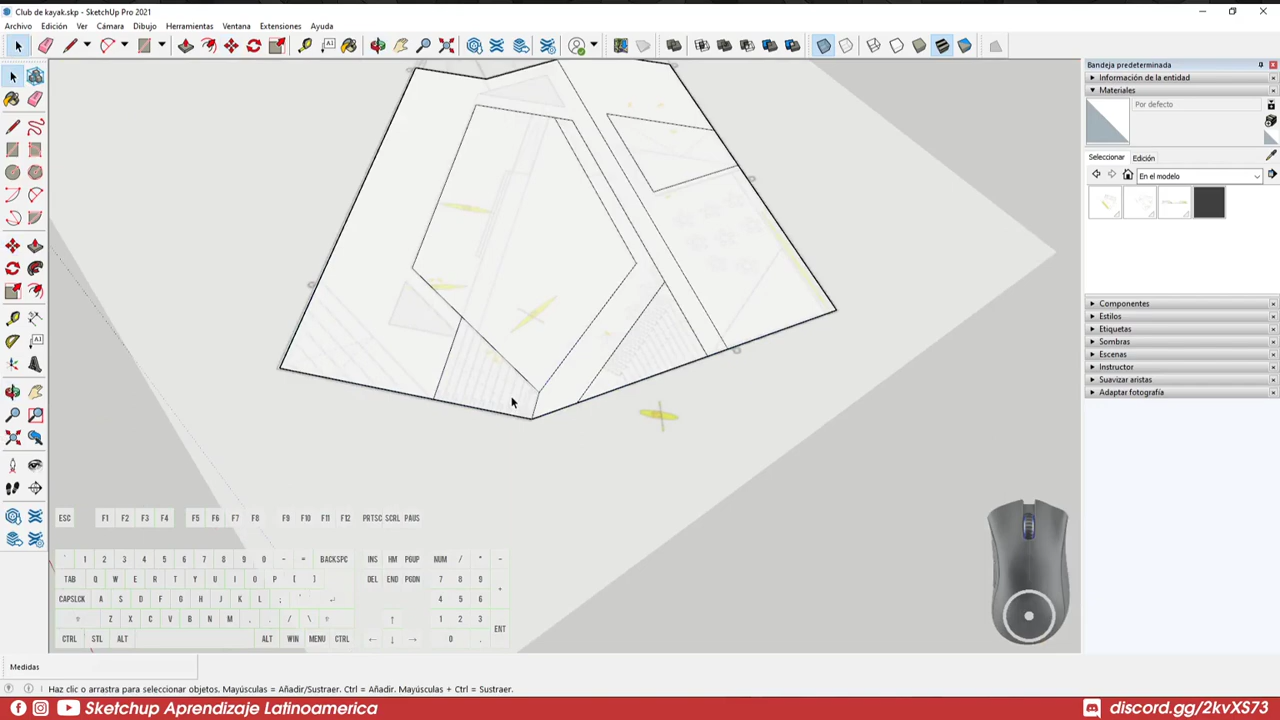 Club de kayak.skp - SketchUp Pro 2021
Archivo Edición Ver Cámara Dibujo Herramientas Ventana Extensiones Ayuda
Bandeja predeterminada
Información de la entidad
Materiales
Por defecto
Seleccionar Edición
En el modelo
Componentes
Estilos
Etiquetas
Sombras
Escenas
Instructor
Suavizar aristas
Adaptar fotografía
ESC F1 F2 F3 F4 F5 F6 F7 F8 F9 F10 F11 F12 PRTSC SCRL PAUS
` 1 2 3 4 5 6 7 8 9 0 - = BACKSPC INS HM PGUP NUM / * -
TAB Q W E R T Y U I O P [ ] DEL END PGDN 7 8 9 +
CAPSLCK A S D F G H J K L ; ' ↵ 4 5 6
⇧ Z X C V B N M , . / \ ⇧ ↑ 1 2 3 ENT
CTRL STL ALT ALT WIN MENU CTRL ← ↓ → 0 .
Medidas
Haz clic o arrastra para seleccionar objetos. Mayúsculas = Añadir/Sustraer. Ctrl = Añadir. Mayúsculas + Ctrl = Sustraer.
Sketchup Aprendizaje Latinoamerica
discord.gg/2kvXS73